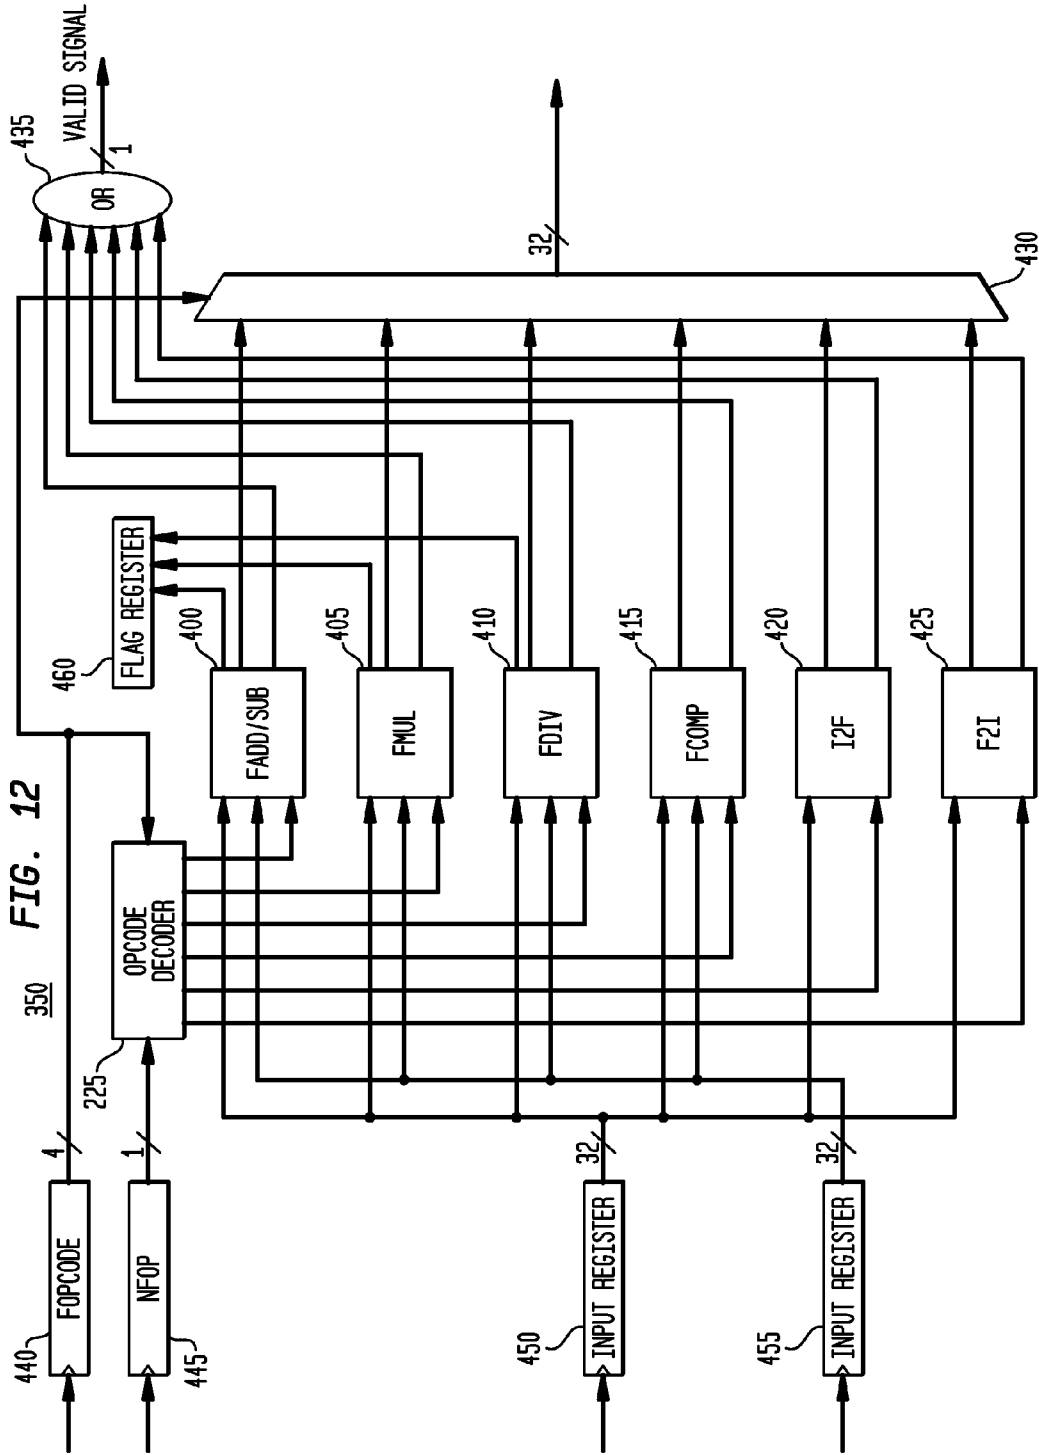 FIG. 12
350
440
FOPCODE
4
445
NFOP
1
225
OPCODE
DECODER
460
FLAG REGISTER
435
OR
VALID SIGNAL
1
400
FADD/SUB
405
FMUL
410
FDIV
415
FCOMP
420
I2F
425
F2I
450
INPUT REGISTER
32
455
INPUT REGISTER
32
32
430